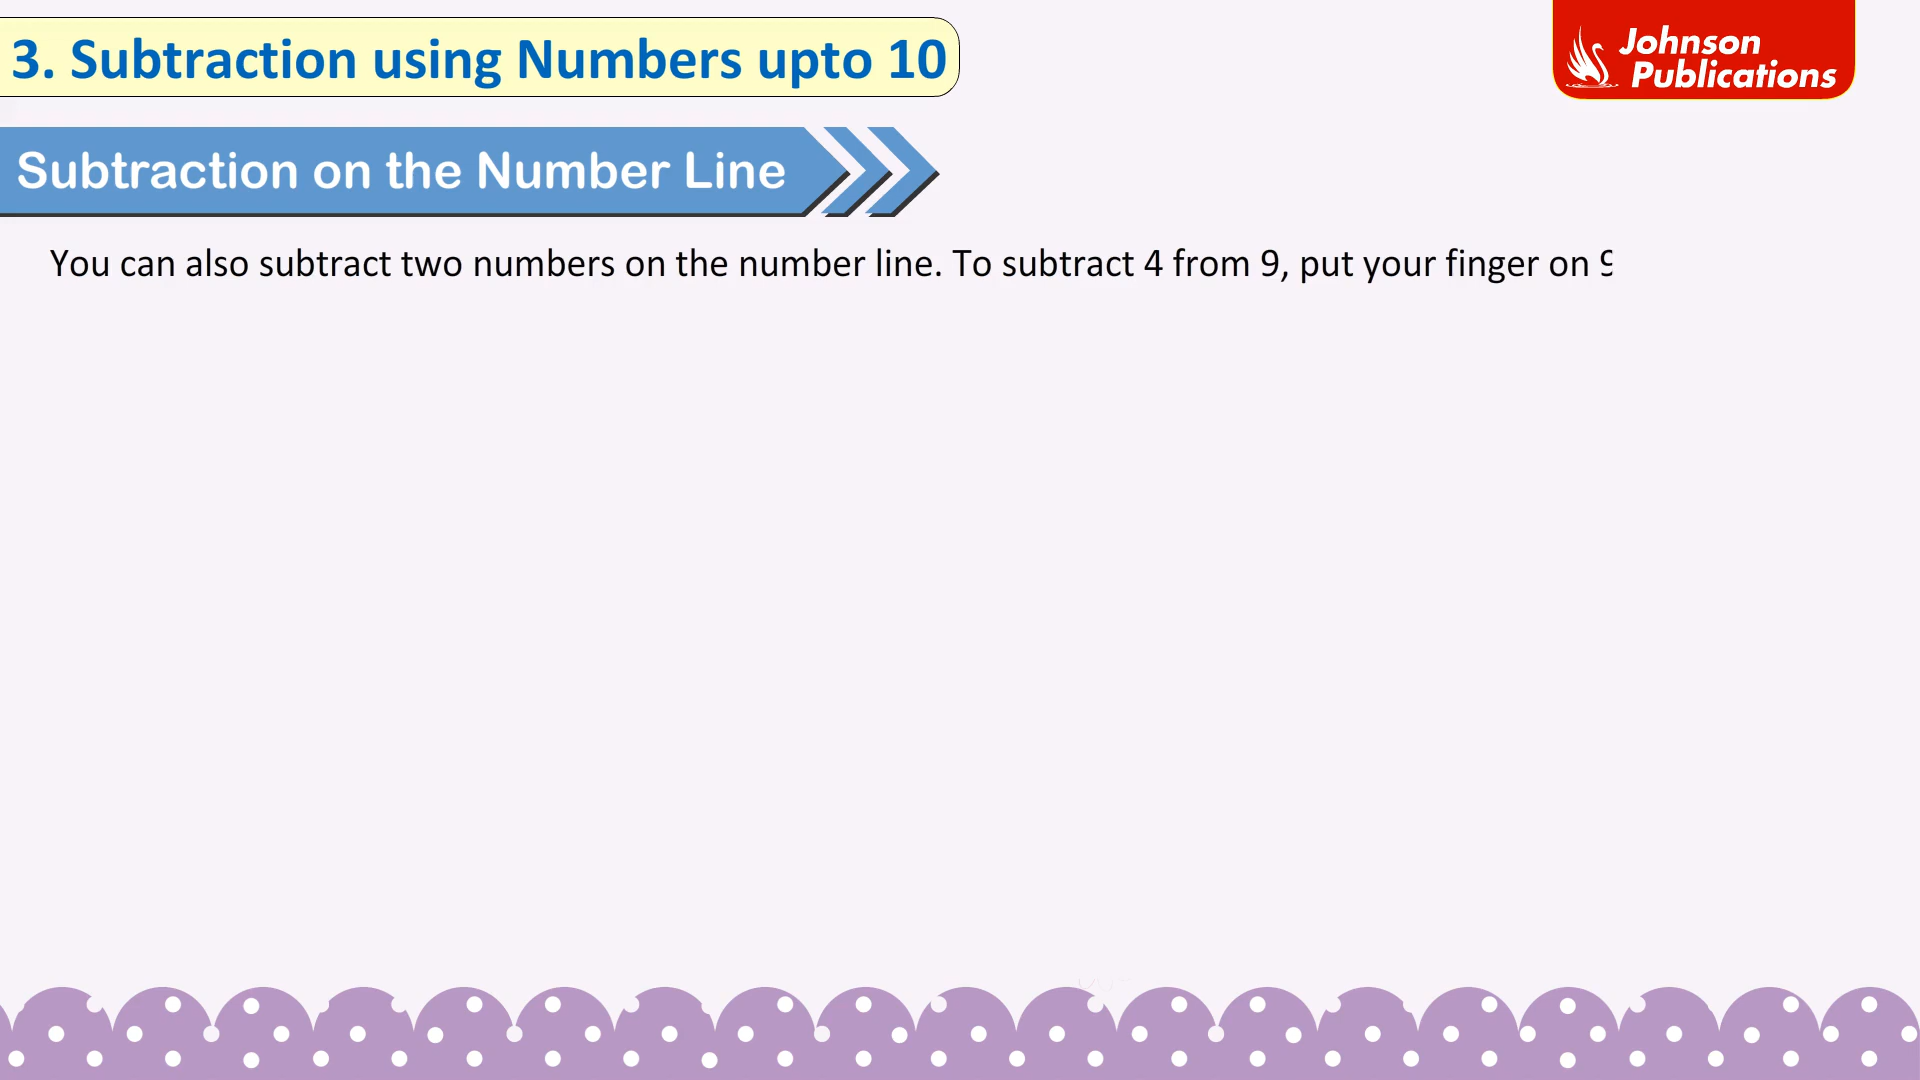 3. Subtraction using Numbers upto 10
Johnson
Publications
Subtraction on the Number Line
You can also subtract two numbers on the number line. To subtract 4 from 9, put your finger on 9